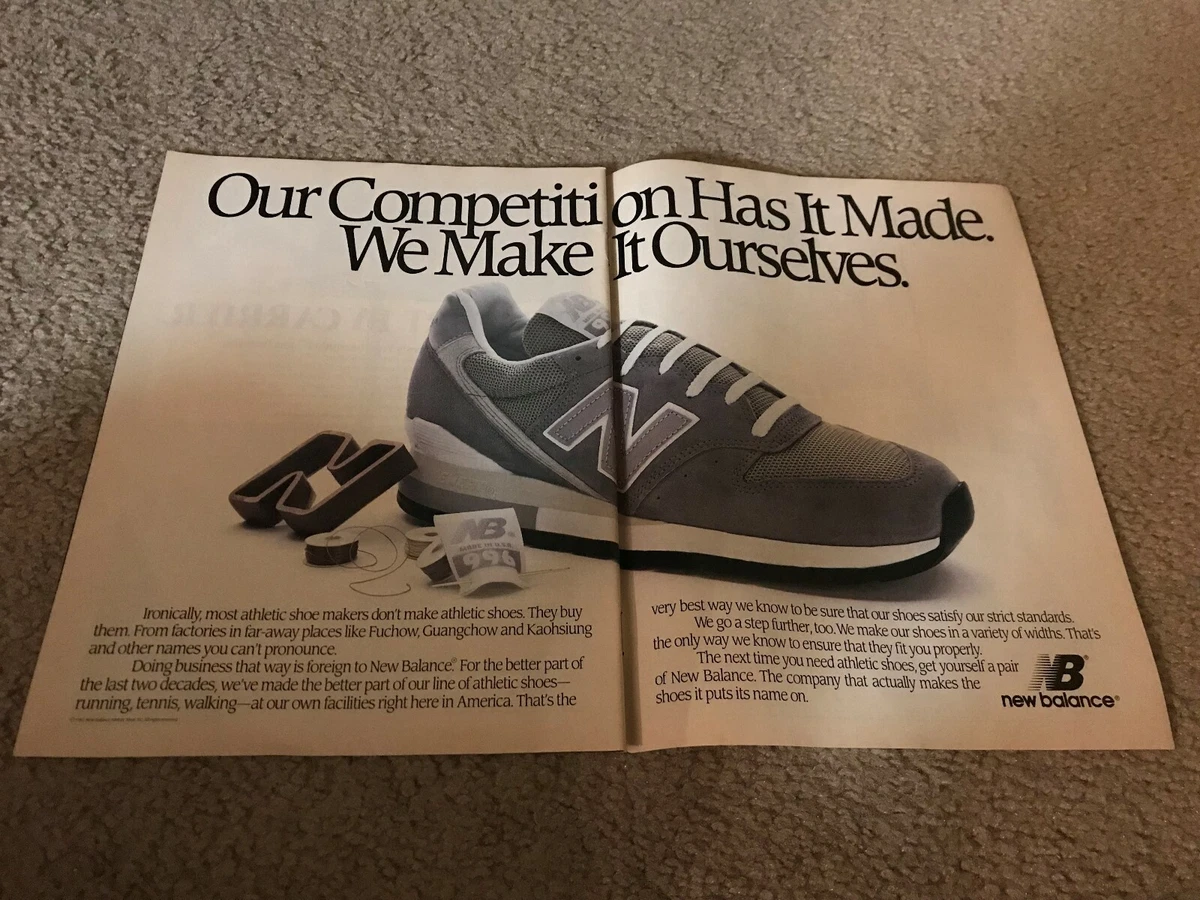 Our Competition Has It Made.
We Make It Ourselves.
NB
996
Ironically, most athletic shoe makers don't make athletic shoes. They buy
them. From factories in far-away places like Fuchow, Guangchow and Kaohsiung
and other names you can't pronounce.
Doing business that way is foreign to New Balance.® For the better part of
the last two decades, we've made the better part of our line of athletic shoes—
running, tennis, walking—at our own facilities right here in America. That's the
very best way we know to be sure that our shoes satisfy our strict standards.
We go a step further, too. We make our shoes in a variety of widths. That's
the only way we know to ensure that they fit you properly.
The next time you need athletic shoes, get yourself a pair
of New Balance. The company that actually makes the
shoes it puts its name on.
NB®
new balance®